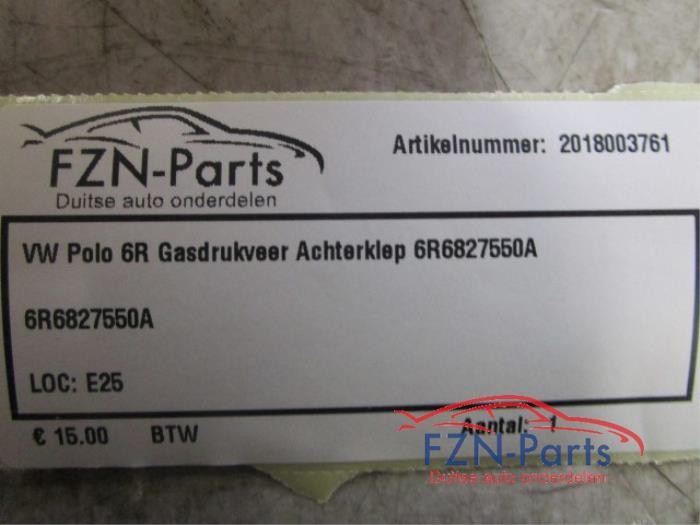 FZN-Parts
Duitse auto onderdelen
Artikelnummer: 2018003761
VW Polo 6R Gasdrukveer Achterklep 6R6827550A
6R6827550A
LOC: E25
€ 15.00 BTW
Aantal: 1
FZN-Parts
Duitse auto onderdelen